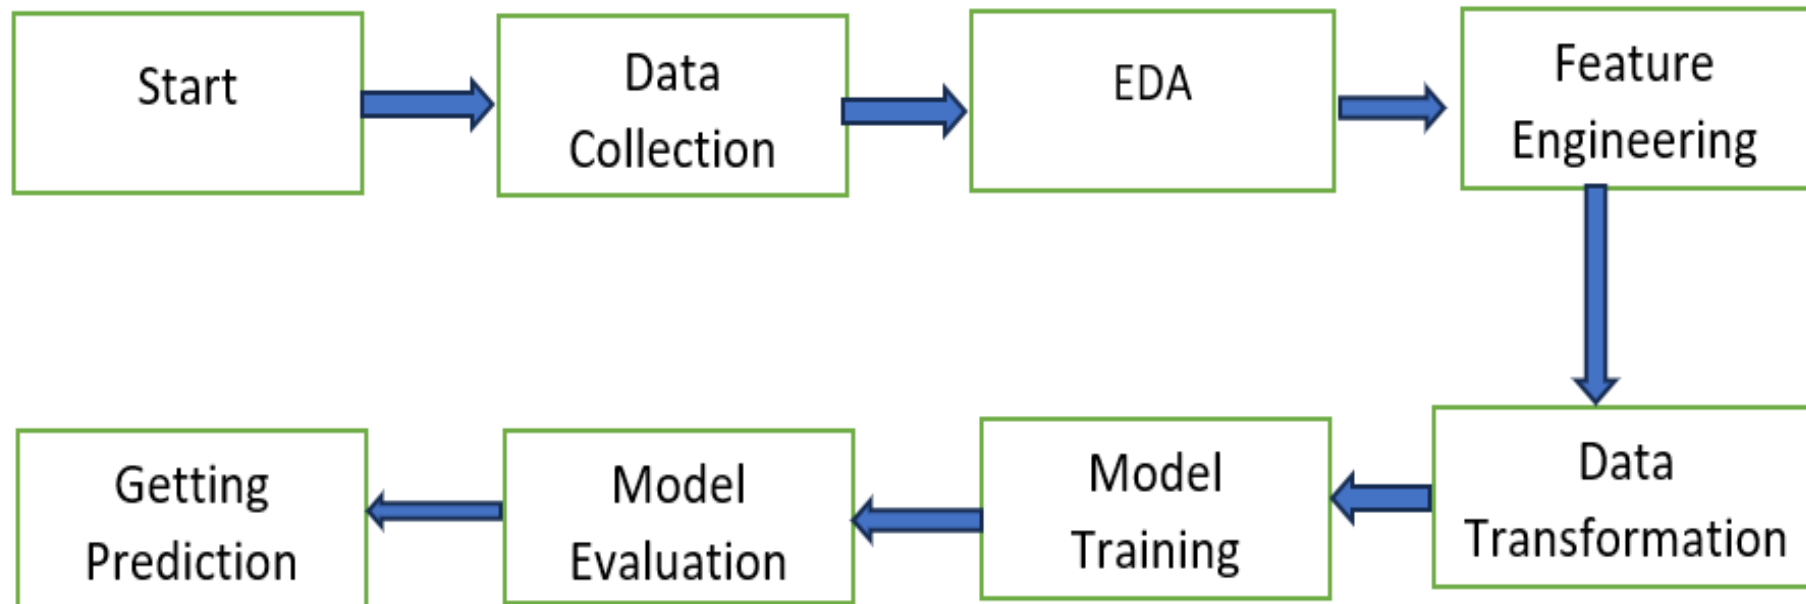 Start
Data
Collection
EDA
Feature
Engineering
Data
Transformation
Model
Training
Model
Evaluation
Getting
Prediction